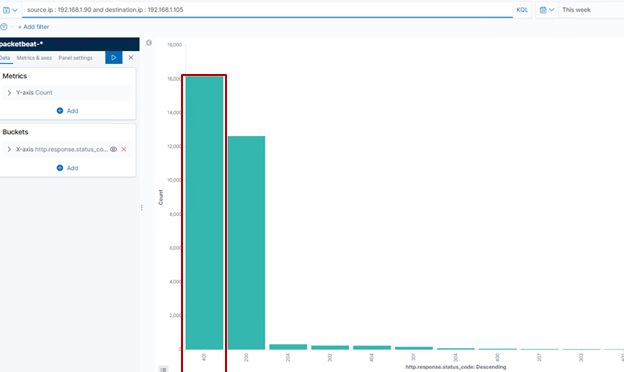 source.ip : 192.168.1.90 and destination.ip : 192.168.1.105
KQL
This week
+ Add filter
packetbeat-*
Data Metrics & axes Panel settings
Metrics
Y-axis Count
Add
Buckets
X-axis http.response.status_co...
Add
18,000
16,000
14,000
12,000
10,000
8,000
6,000
4,000
2,000
0
Count
401 200 204 302 404 301 304 400 207 303
http.response.status_code: Descending